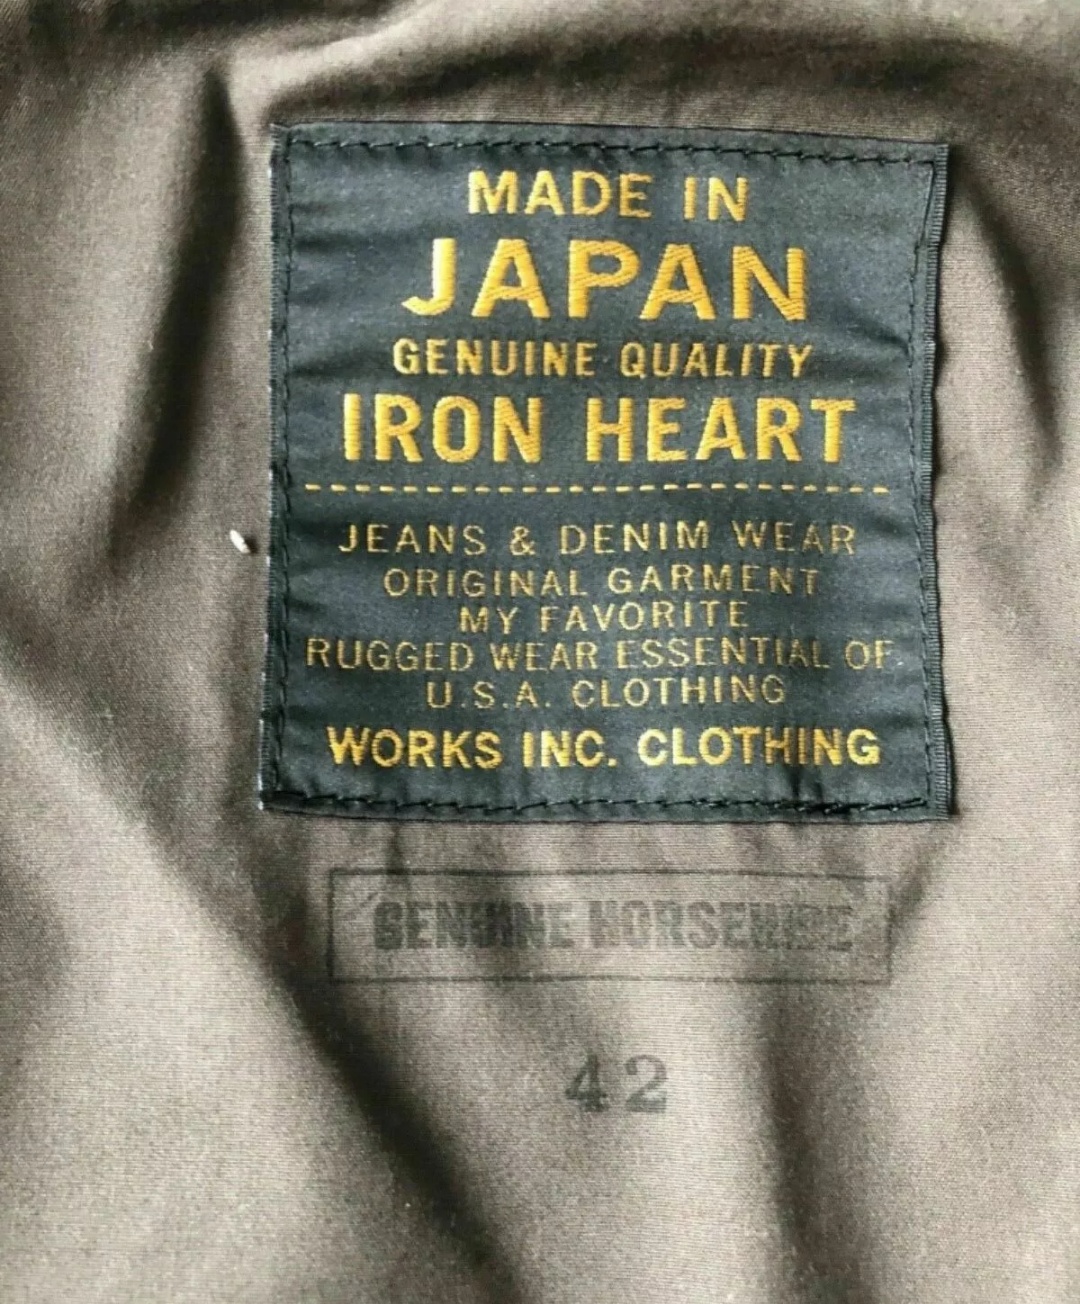 MADE IN
JAPAN
GENUINE QUALITY
IRON HEART
JEANS & DENIM WEAR
ORIGINAL GARMENT
MY FAVORITE
RUGGED WEAR ESSENTIAL OF
U.S.A. CLOTHING
WORKS INC. CLOTHING
GENUINE HORSEHIDE
42